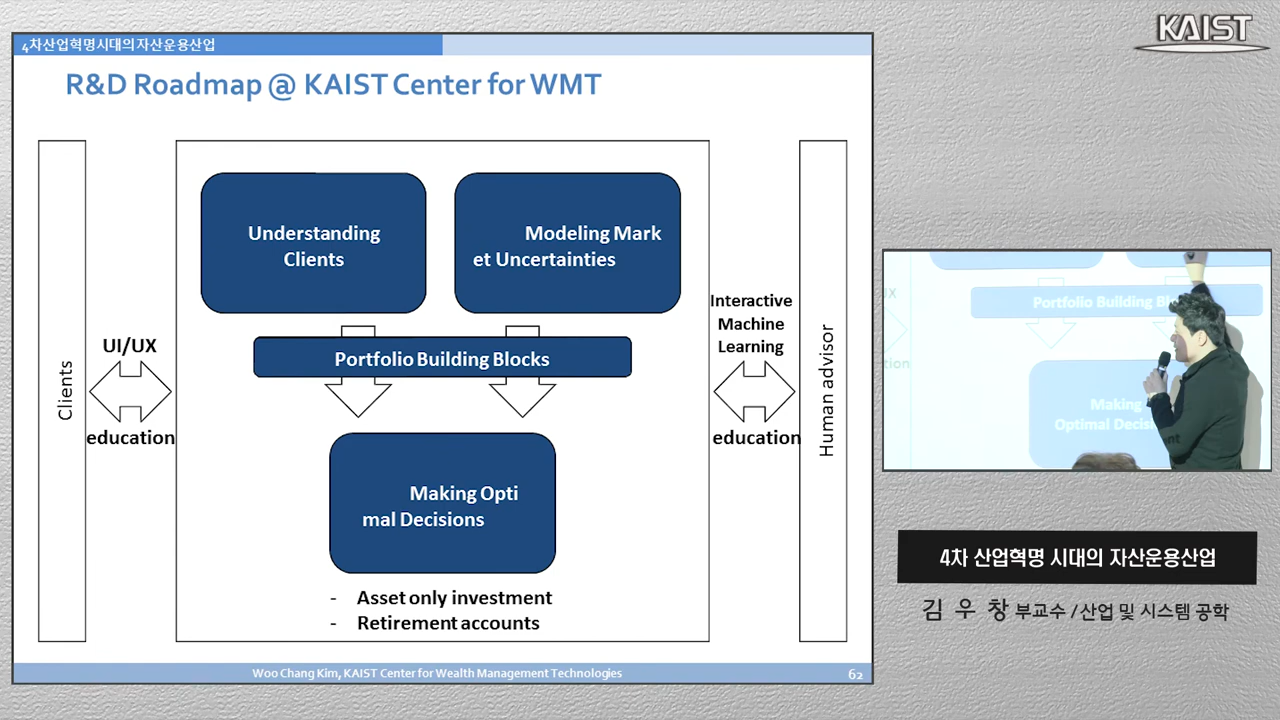 KAIST
4차산업혁명시대의자산운용산업
R&D Roadmap @ KAIST Center for WMT
Clients
UI/UX
education
Understanding
Clients
Modeling Mark
et Uncertainties
Portfolio Building Blocks
Making Opti
mal Decisions
- Asset only investment
- Retirement accounts
Interactive
Machine
Learning
education
Human advisor
Woo Chang Kim, KAIST Center for Wealth Management Technologies
62
Portfolio Building
Making
Optimal
4차 산업혁명 시대의 자산운용산업
김 우 창 부교수 / 산업 및 시스템 공학